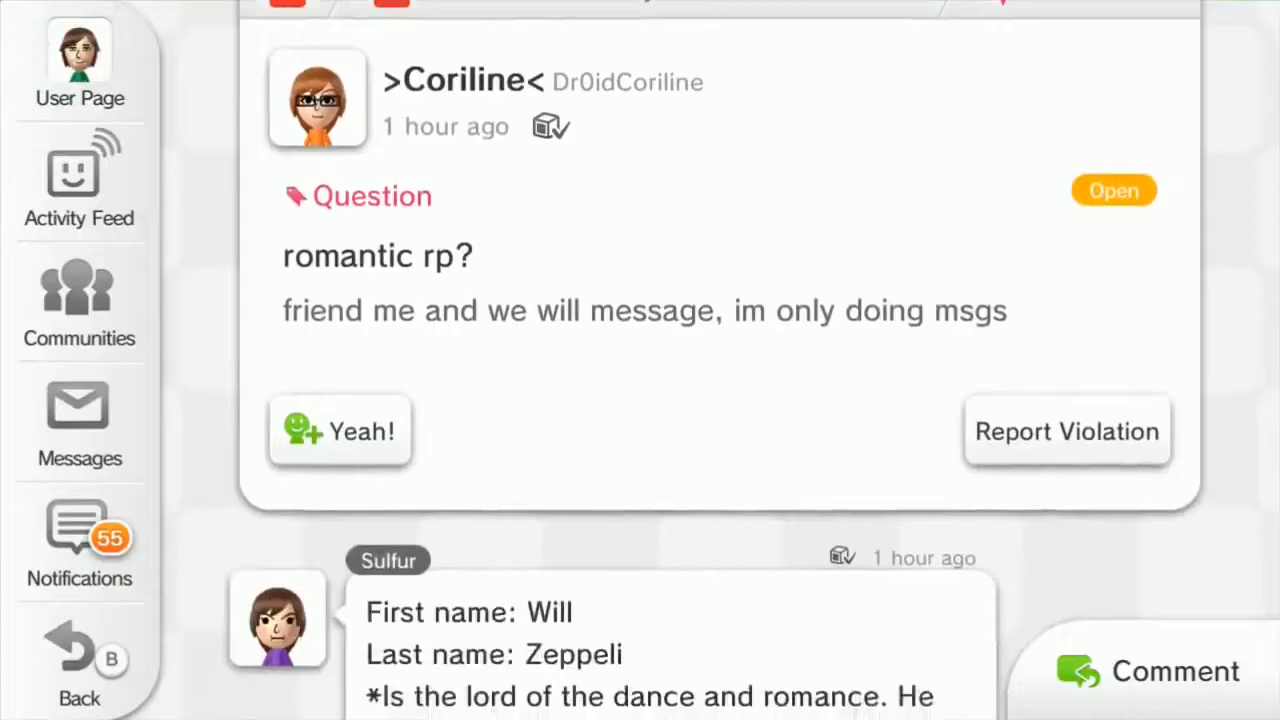 User Page
Activity Feed
Communities
Messages
55
Notifications
B
Back
>Coriline< Dr0idCoriline
1 hour ago
Question
Open
romantic rp?
friend me and we will message, im only doing msgs
Yeah!
Report Violation
Sulfur
1 hour ago
First name: Will
Last name: Zeppeli
*Is the lord of the dance and romance. He
Comment